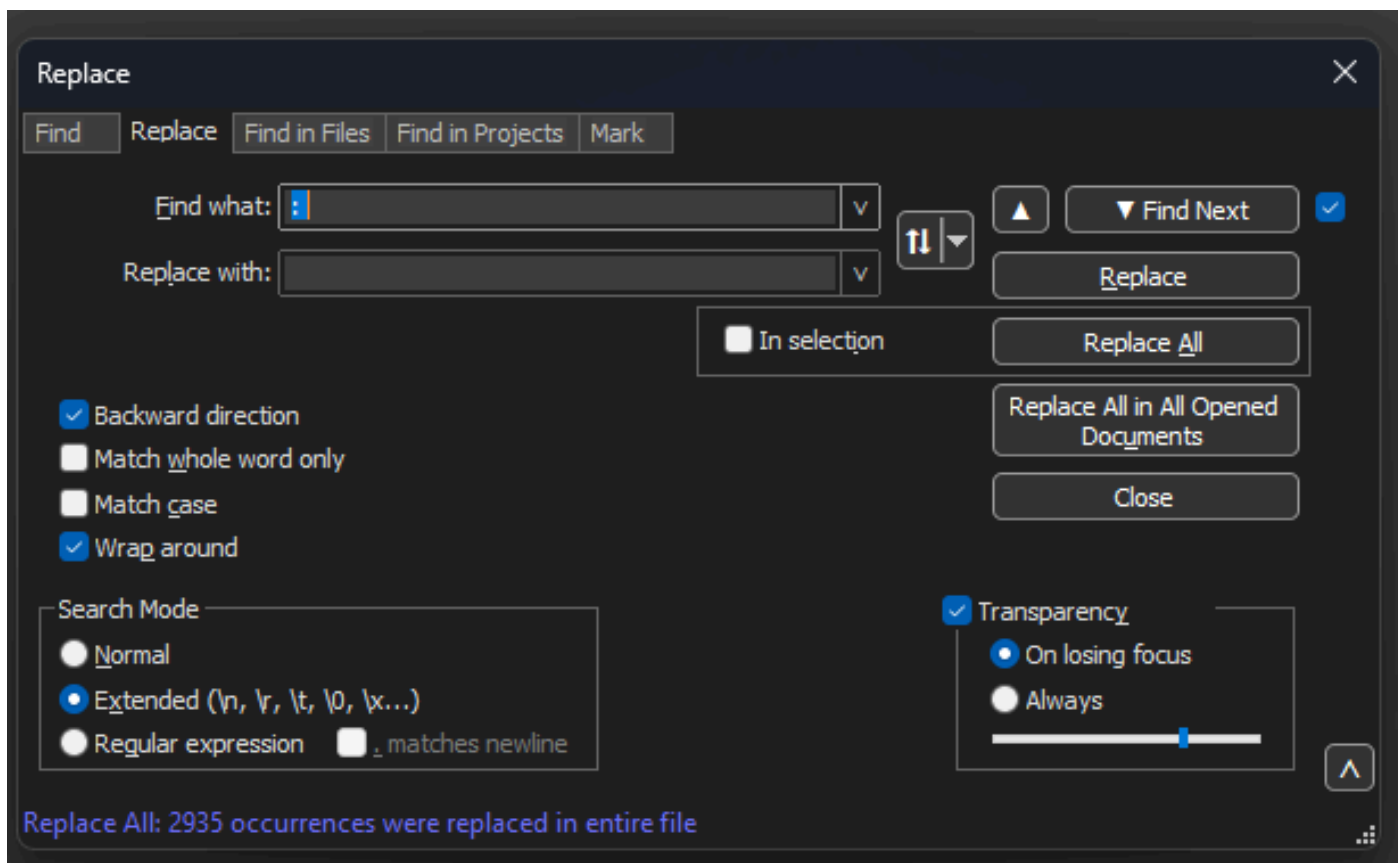 Replace
Find Replace Find in Files Find in Projects Mark
Find what: :
▲ ▼ Find Next
Replace with:
Replace
In selection
Replace All
Backward direction
Replace All in All Opened
Documents
Match whole word only
Match case
Close
Wrap around
Search Mode
Transparency
Normal
On losing focus
Extended (\n, \r, \t, \0, \x...)
Always
Regular expression . matches newline
Replace All: 2935 occurrences were replaced in entire file